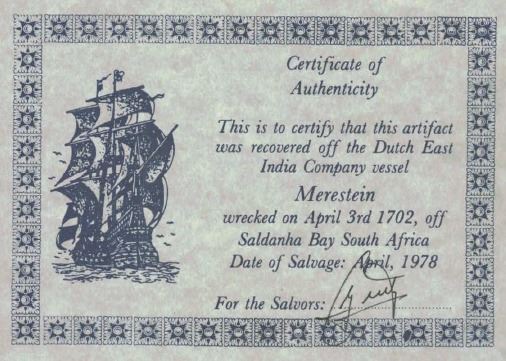 Certificate of
Authenticity
This is to certify that this artifact
was recovered off the Dutch East
India Company vessel
Merestein
wrecked on April 3rd 1702, off
Saldanha Bay South Africa
Date of Salvage: April, 1978
For the Salvors: